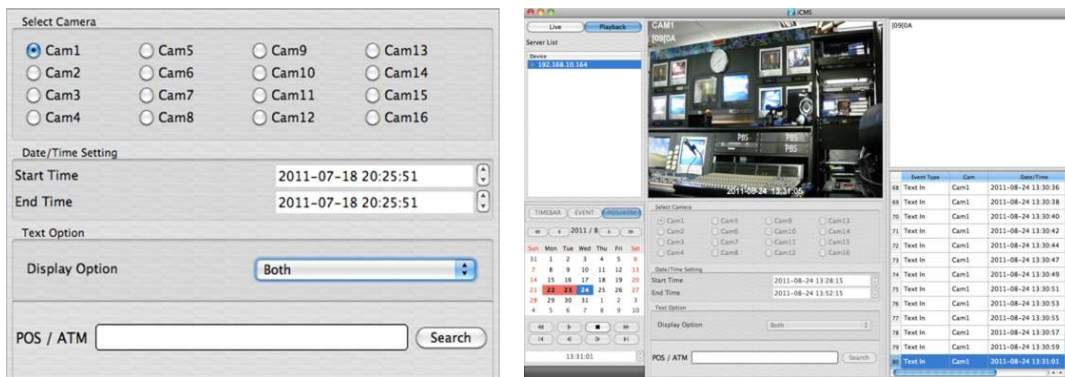 Select Camera
Cam1 Cam5 Cam9 Cam13
Cam2 Cam6 Cam10 Cam14
Cam3 Cam7 Cam11 Cam15
Cam4 Cam8 Cam12 Cam16
Date/Time Setting
Start Time 2011-07-18 20:25:51
End Time 2011-07-18 20:25:51
Text Option
Display Option Both
POS / ATM Search
iCMS
Live Playback
Server List
Device
192.168.10.164
CAM1
[09[0A
PBS PBS
PBS
2011-08-24 13:31:05
TIMEBAR EVENT
2011 / 8
Sun Mon Tue Wed Thu Fri Sat
31 1 2 3 4 5 6
7 8 9 10 11 12 13
14 15 16 17 18 19 20
21 22 23 24 25 26 27
28 29 30 31 1 2 3
4 5 6 7 8 9 10
13:31:01
Select Camera
Cam1 Cam5 Cam9 Cam13
Cam2 Cam6 Cam10 Cam14
Cam3 Cam7 Cam11 Cam15
Cam4 Cam8 Cam12 Cam16
Date/Time Setting
Start Time 2011-08-24 13:28:15
End Time 2011-08-24 13:52:15
Text Option
Display Option Both
POS / ATM Search
[09[0A
Event Type Cam Date/Time
68 Text In Cam1 2011-08-24 13:30:36
69 Text In Cam1 2011-08-24 13:30:38
70 Text In Cam1 2011-08-24 13:30:40
71 Text In Cam1 2011-08-24 13:30:42
72 Text In Cam1 2011-08-24 13:30:44
73 Text In Cam1 2011-08-24 13:30:47
74 Text In Cam1 2011-08-24 13:30:49
75 Text In Cam1 2011-08-24 13:30:51
76 Text In Cam1 2011-08-24 13:30:53
77 Text In Cam1 2011-08-24 13:30:55
78 Text In Cam1 2011-08-24 13:30:57
79 Text In Cam1 2011-08-24 13:30:59
80 Text In Cam1 2011-08-24 13:31:01